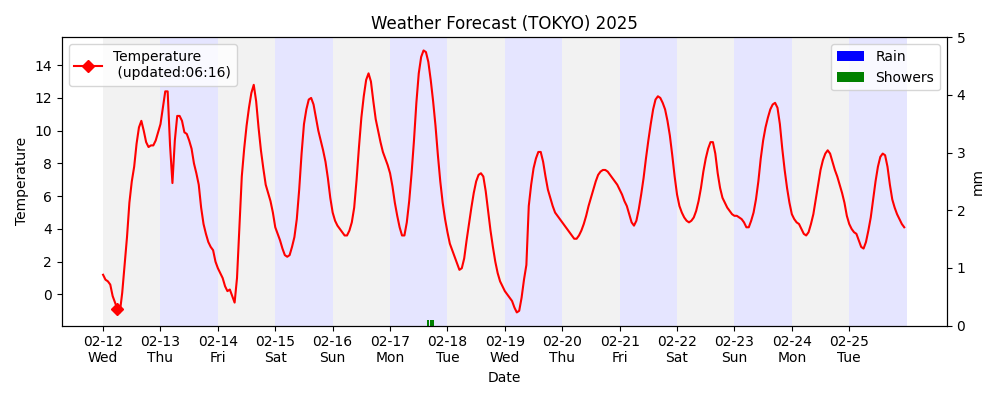 Weather Forecast (TOKYO) 2025
Temperature
(updated:06:16)
Rain
Showers
Temperature
14
12
10
8
6
4
2
0
5
4
3
2
1
0
mm
02-12 02-13 02-14 02-15 02-16 02-17 02-18 02-19 02-20 02-21 02-22 02-23 02-24 02-25
Wed Thu Fri Sat Sun Mon Tue Wed Thu Fri Sat Sun Mon Tue
Date